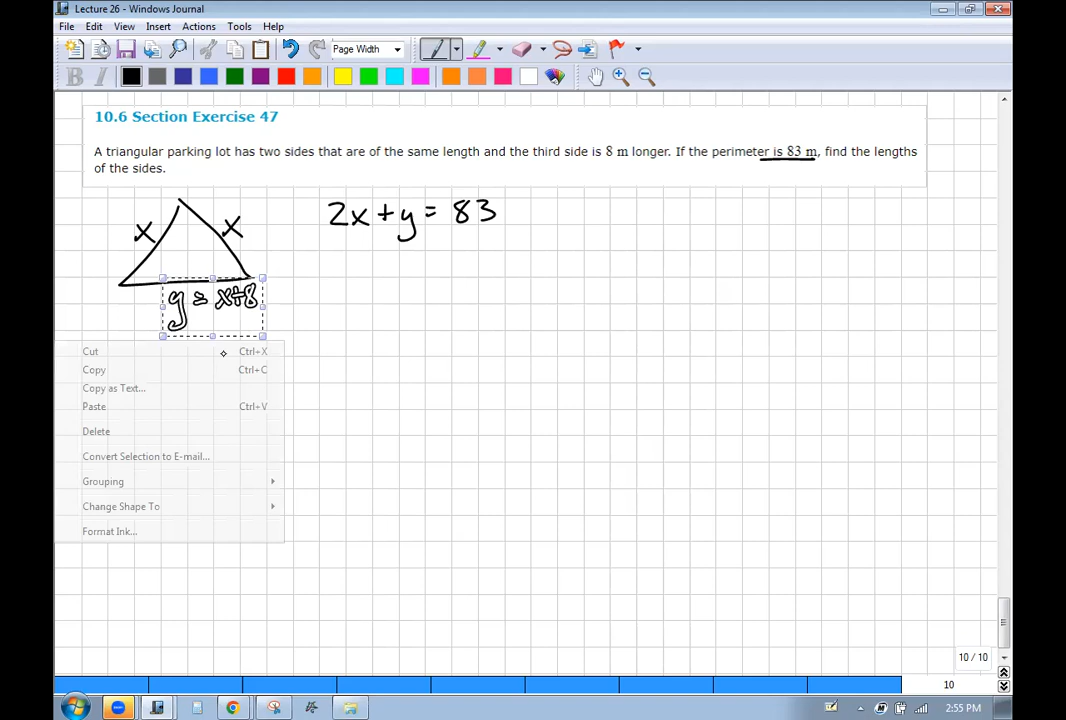 Lecture 26 - Windows Journal
File Edit View Insert Actions Tools Help
Page Width
B I
10.6 Section Exercise 47
A triangular parking lot has two sides that are of the same length and the third side is 8 m longer. If the perimeter is 83 m, find the lengths
of the sides.
x x
2x + y = 83
y = x+8
Cut Ctrl+X
Copy Ctrl+C
Copy as Text...
Paste Ctrl+V
Delete
Convert Selection to E-mail...
Grouping
Change Shape To
Format Ink...
10 / 10
10
2:55 PM